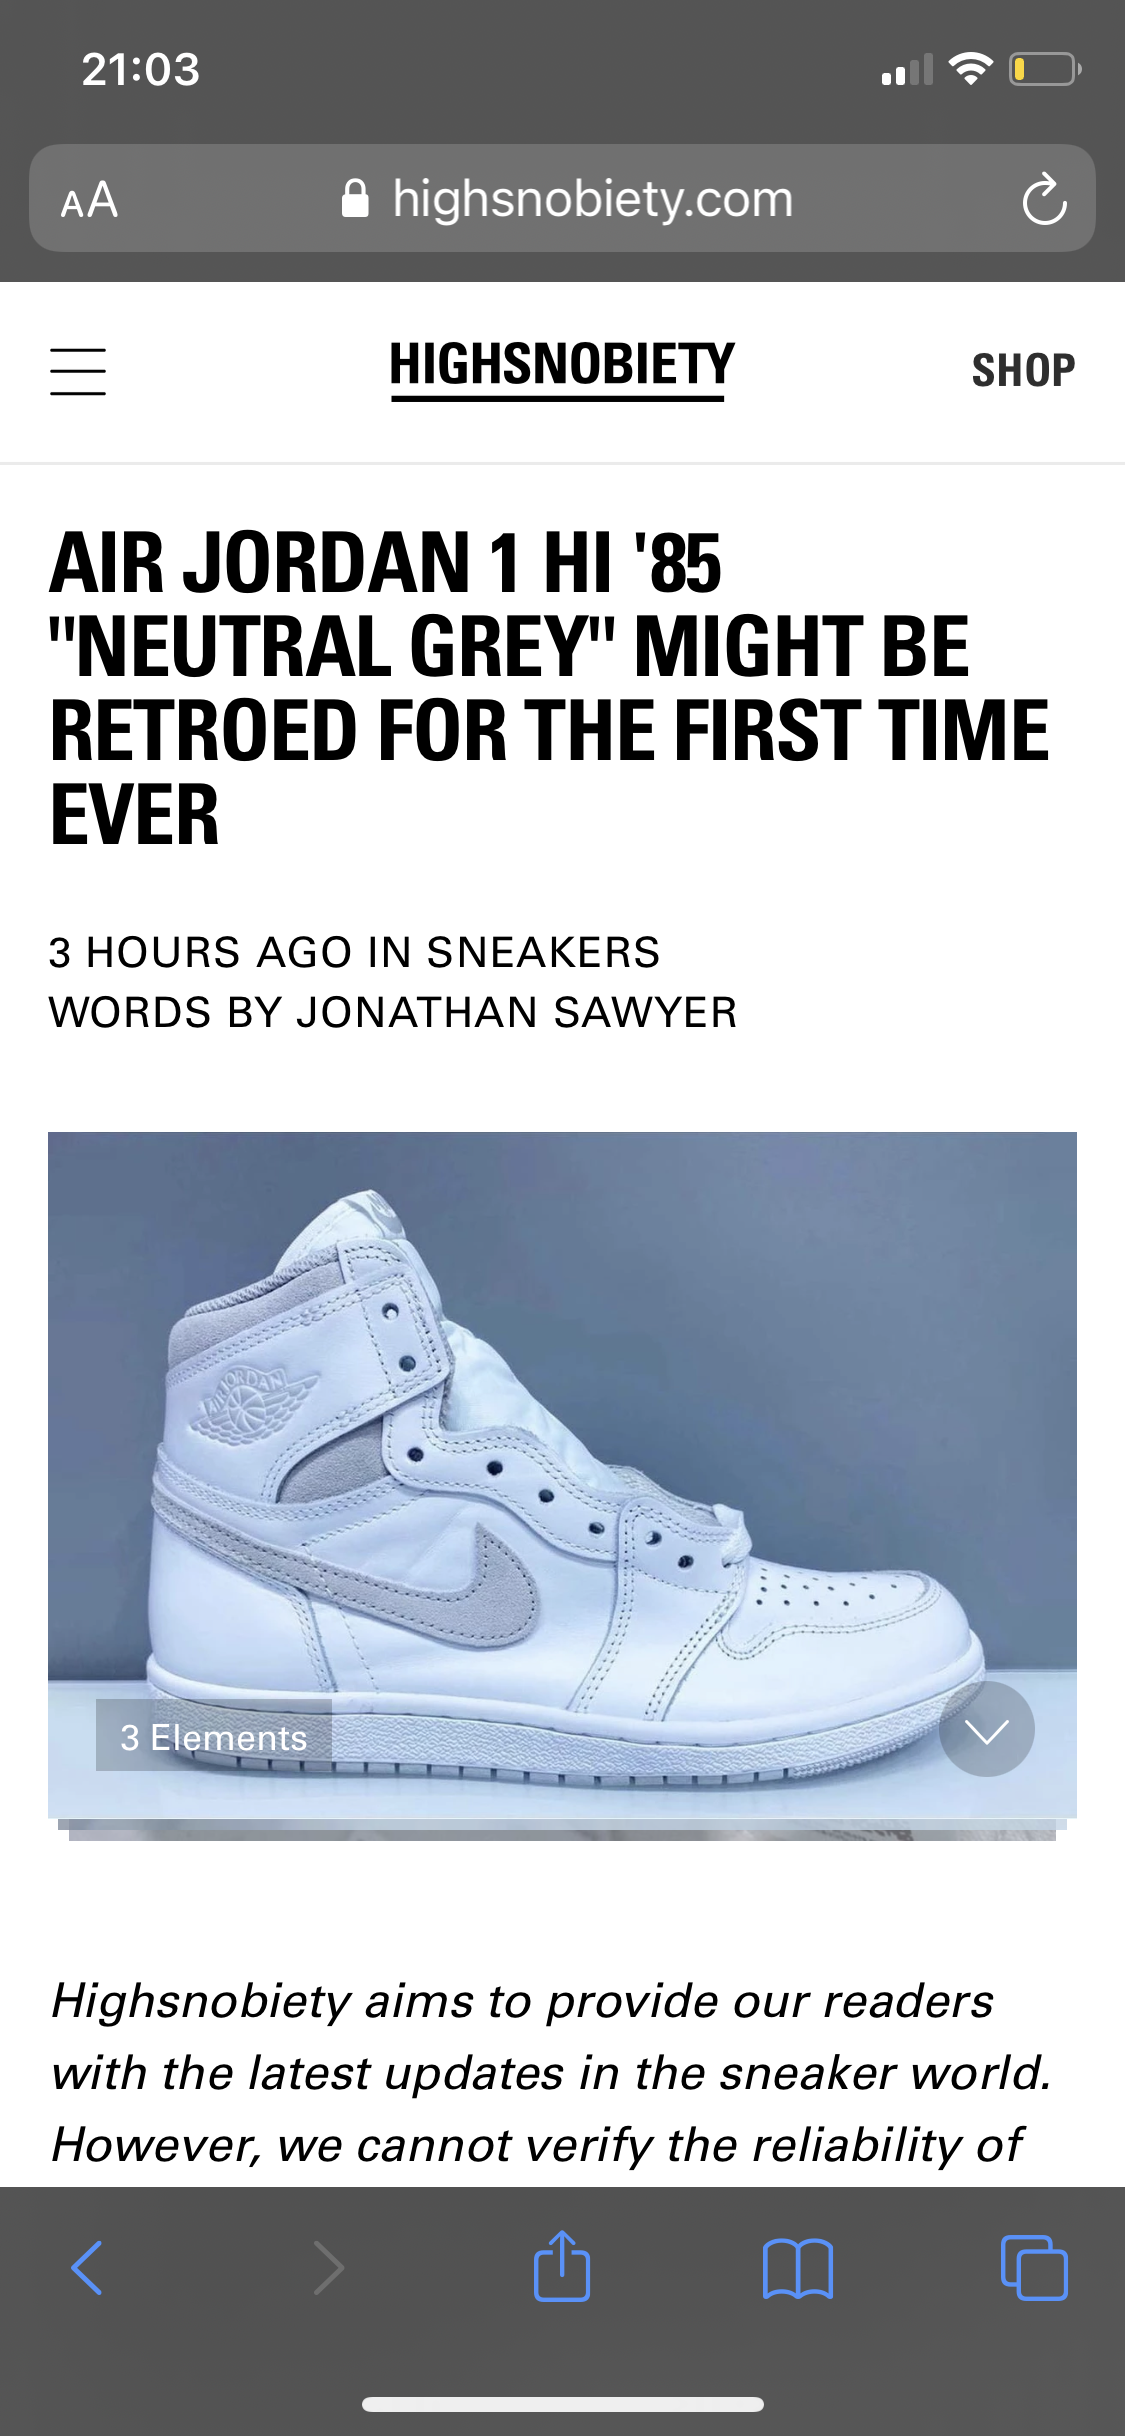 21:03
AA
highsnobiety.com
HIGHSNOBIETY
SHOP
AIR JORDAN 1 HI '85
"NEUTRAL GREY" MIGHT BE
RETROED FOR THE FIRST TIME
EVER
3 HOURS AGO IN SNEAKERS
WORDS BY JONATHAN SAWYER
AIR JORDAN
3 Elements
Highsnobiety aims to provide our readers
with the latest updates in the sneaker world.
However, we cannot verify the reliability of